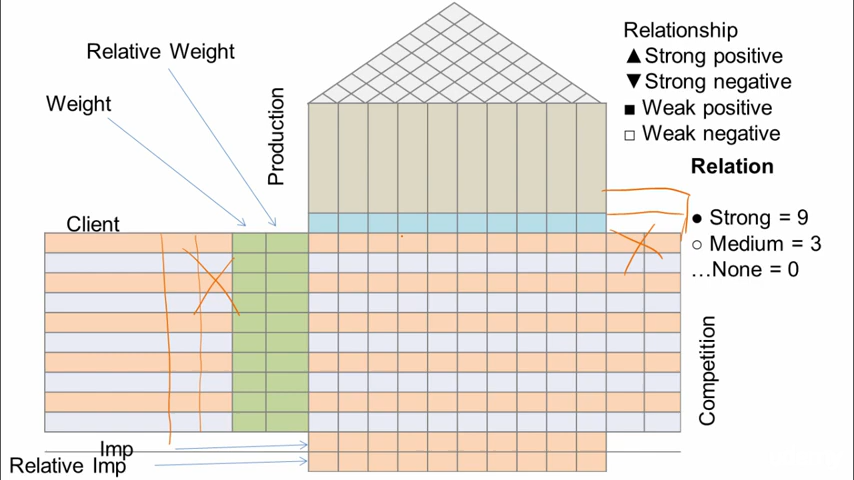 Relative Weight
Weight
Production
Client
Imp
Relative Imp
Relationship
▲Strong positive
▼Strong negative
■ Weak positive
□ Weak negative
Relation
● Strong = 9
○ Medium = 3
...None = 0
Competition